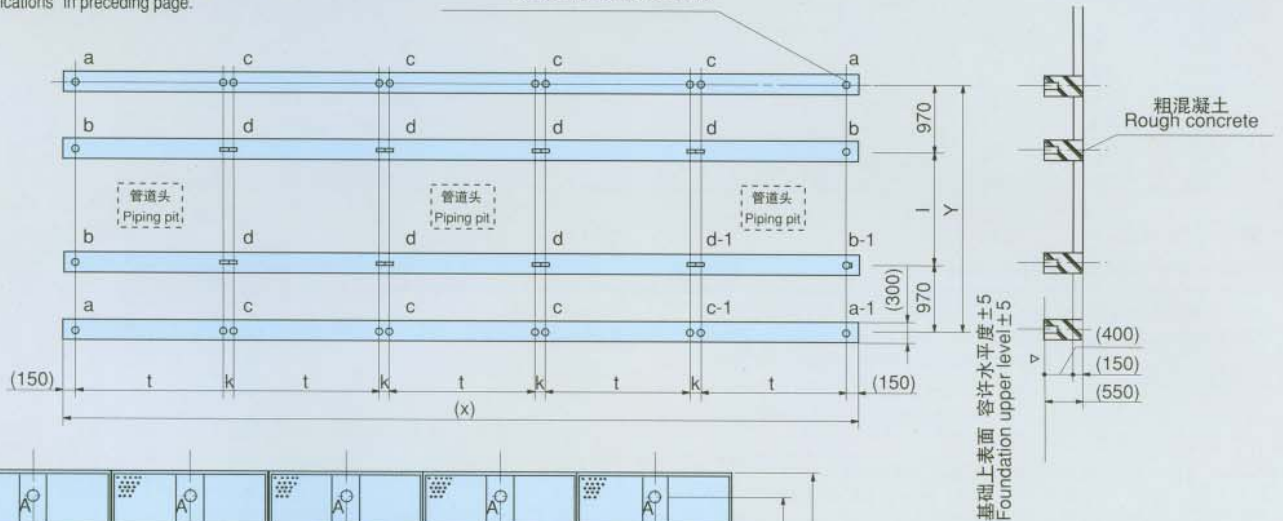 ications" in preceding page.
a c c c c a
b d d d d b
管道头
Piping pit
管道头
Piping pit
管道头
Piping pit
b d d d d-1 b-1
a c c c c-1 a-1
970
l
Y
(300)
970
(150) t k t k t k t k t (150)
(x)
粗混凝土
Rough concrete
基础上表面 容许水平度±5
Foundation upper level±5
(400)
(150)
(550)
A A A A A